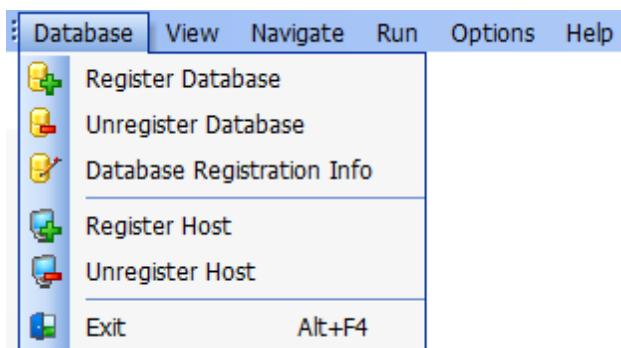 Database View Navigate Run Options Help
Register Database
Unregister Database
Database Registration Info
Register Host
Unregister Host
Exit Alt+F4